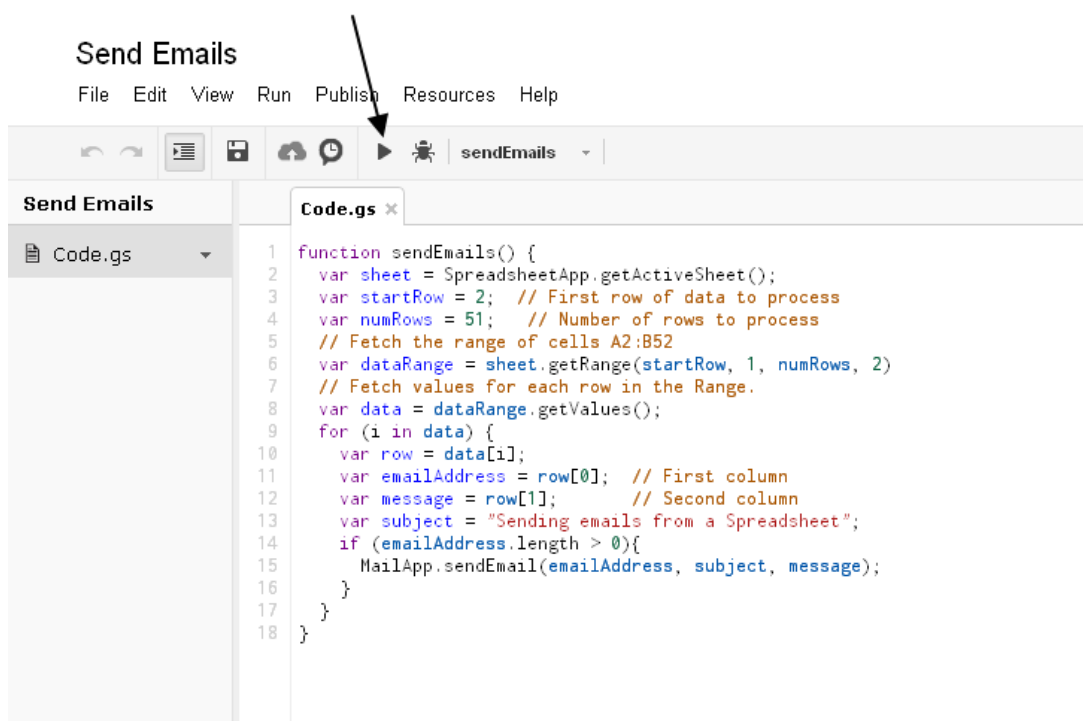 Send Emails
File Edit View Run Publish Resources Help
sendEmails
Send Emails
Code.gs
Code.gs ×
1 function sendEmails() {
2   var sheet = SpreadsheetApp.getActiveSheet();
3   var startRow = 2;  // First row of data to process
4   var numRows = 51;   // Number of rows to process
5   // Fetch the range of cells A2:B52
6   var dataRange = sheet.getRange(startRow, 1, numRows, 2)
7   // Fetch values for each row in the Range.
8   var data = dataRange.getValues();
9   for (i in data) {
10     var row = data[i];
11     var emailAddress = row[0];  // First column
12     var message = row[1];       // Second column
13     var subject = "Sending emails from a Spreadsheet";
14     if (emailAddress.length > 0){
15       MailApp.sendEmail(emailAddress, subject, message);
16     }
17   }
18 }